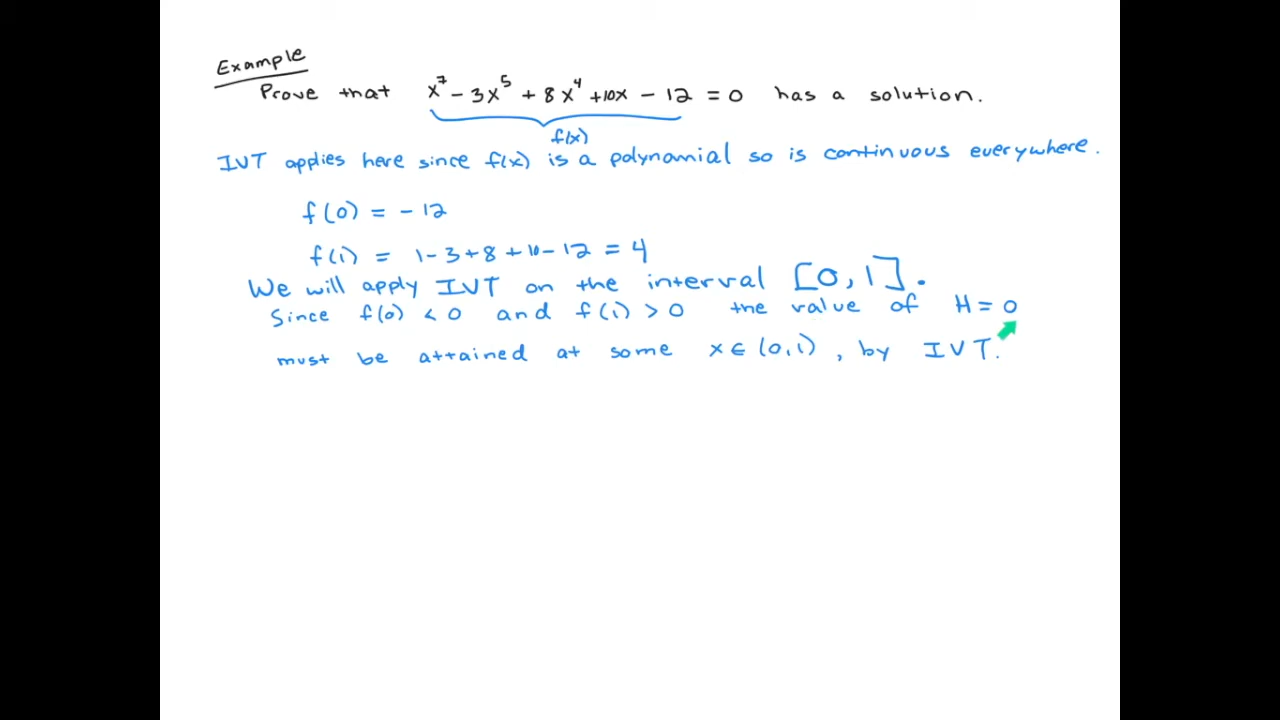 Example
Prove that x⁷ - 3x⁵ + 8x⁴ + 10x - 12 = 0 has a solution.
f(x)
IVT applies here since f(x) is a polynomial so is continuous everywhere.
f(0) = -12
f(1) = 1 - 3 + 8 + 10 - 12 = 4
We will apply IVT on the interval [0, 1].
Since f(0) < 0 and f(1) > 0 the value of H = 0
must be attained at some x ∈ (0, 1), by IVT.